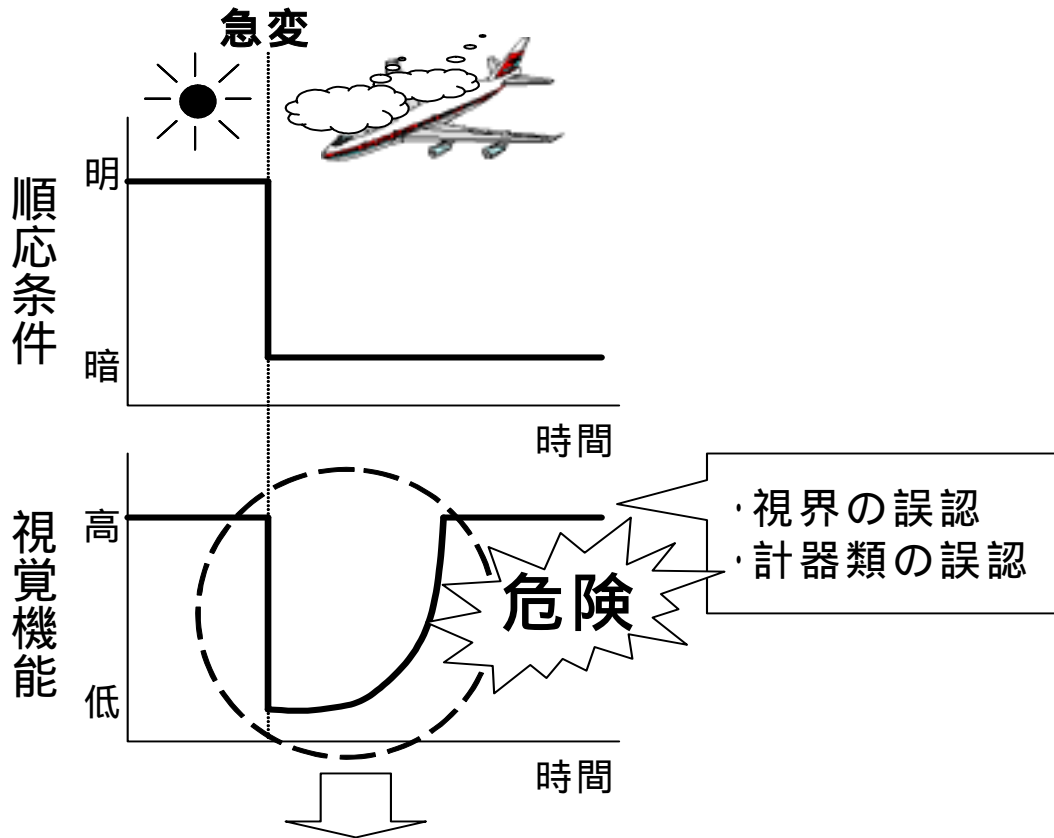 急変
順応条件
明
暗
時間
視覚機能
高
低
時間
危険
・視界の誤認
・計器類の誤認